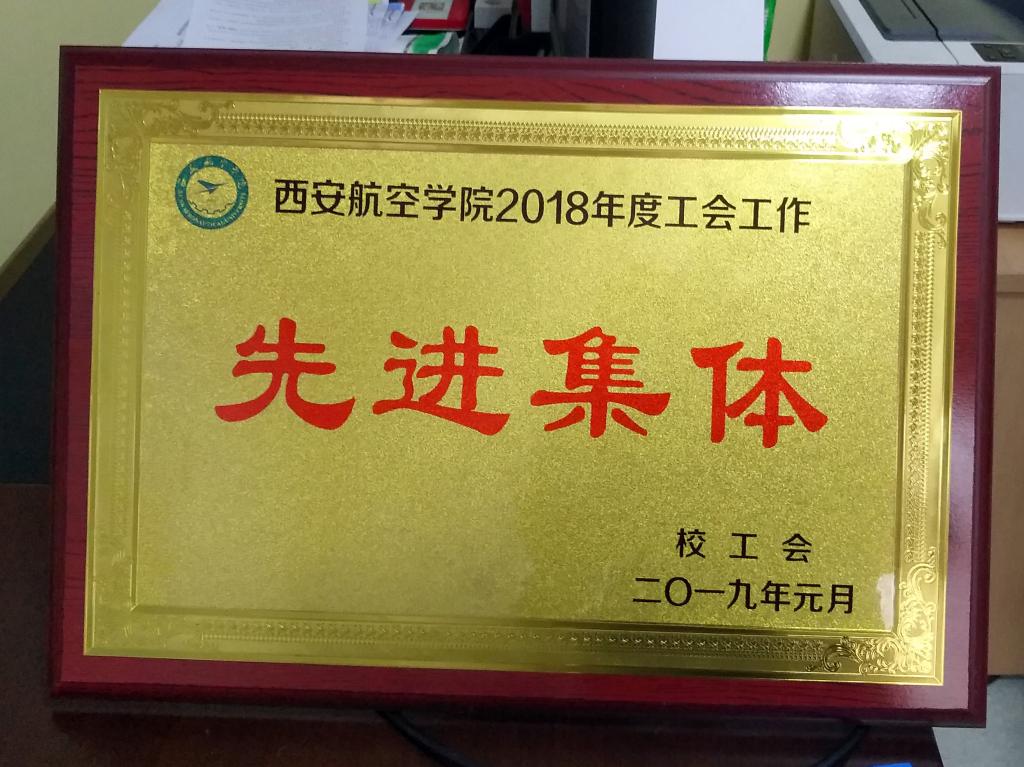 西安航空学院2018年度工会工作
先进集体
校工会
二〇一九年元月